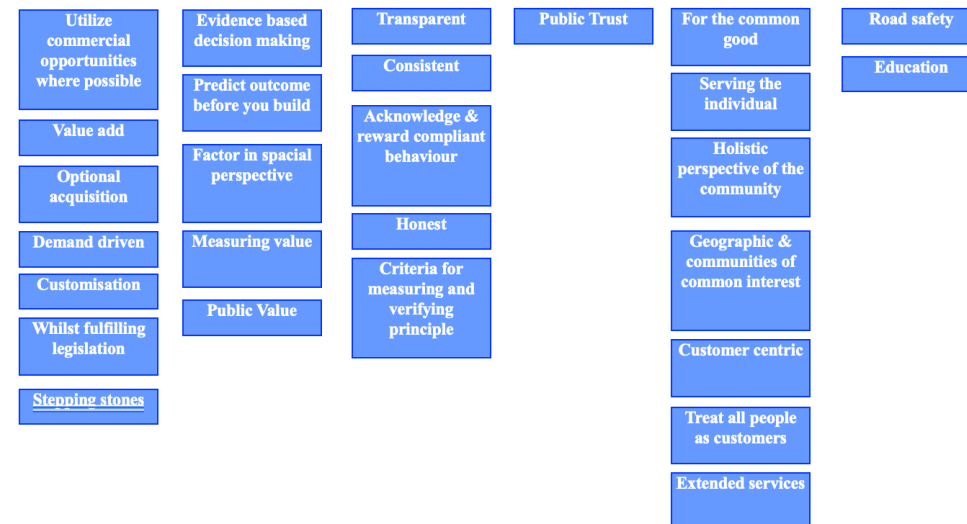 Utilize
commercial
opportunities
where possible
Value add
Optional
acquisition
Demand driven
Customisation
Whilst fulfilling
legislation
Stepping stones
Evidence based
decision making
Predict outcome
before you build
Factor in spacial
perspective
Measuring value
Public Value
Transparent
Consistent
Acknowledge &
reward compliant
behaviour
Honest
Criteria for
measuring and
verifying
principle
Public Trust
For the common
good
Serving the
individual
Holistic
perspective of the
community
Geographic &
communities of
common interest
Customer centric
Treat all people
as customers
Extended services
Road safety
Education